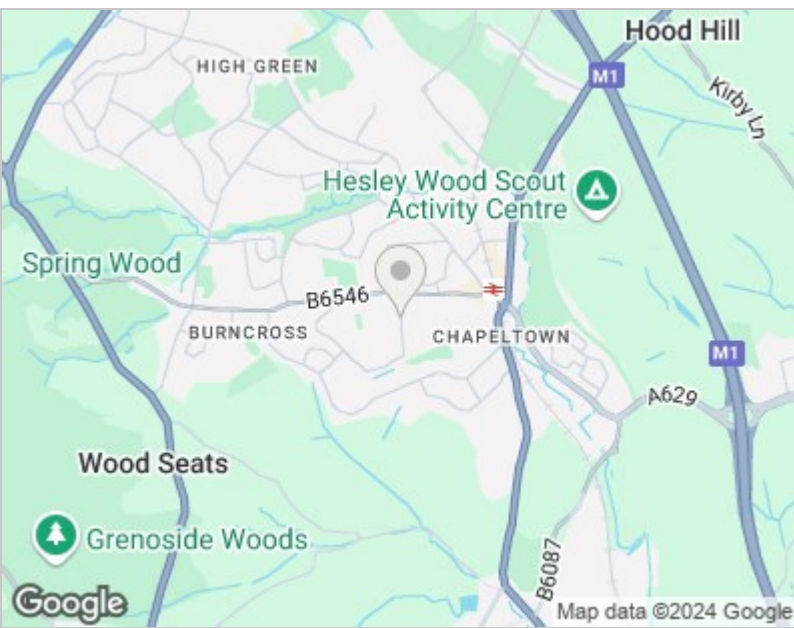 Hood Hill
HIGH GREEN
M1
Kirby Ln
Hesley Wood Scout
Activity Centre
Spring Wood
B6546
BURNCROSS
CHAPELTOWN
M1
A629
Wood Seats
Grenoside Woods
B6087
Google
Map data ©2024 Google